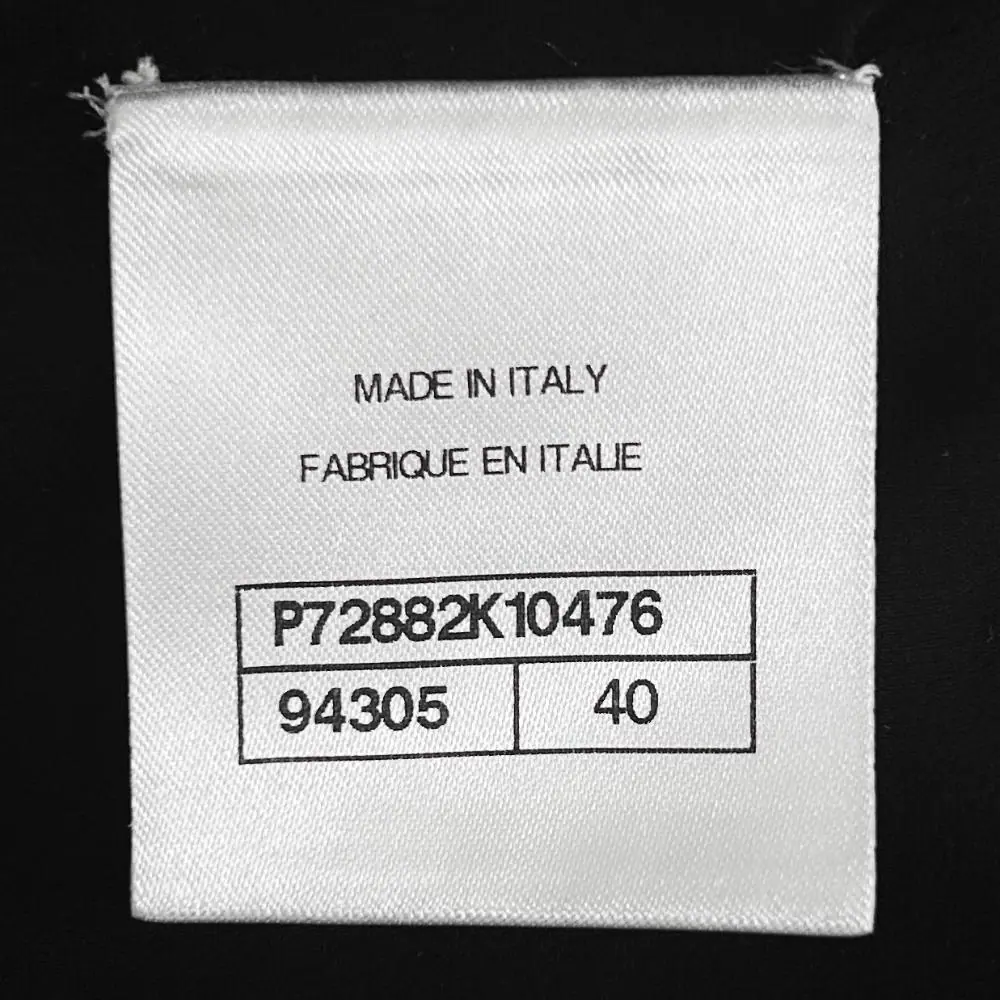 MADE IN ITALY
FABRIQUE EN ITALIE
P72882K10476
94305 40